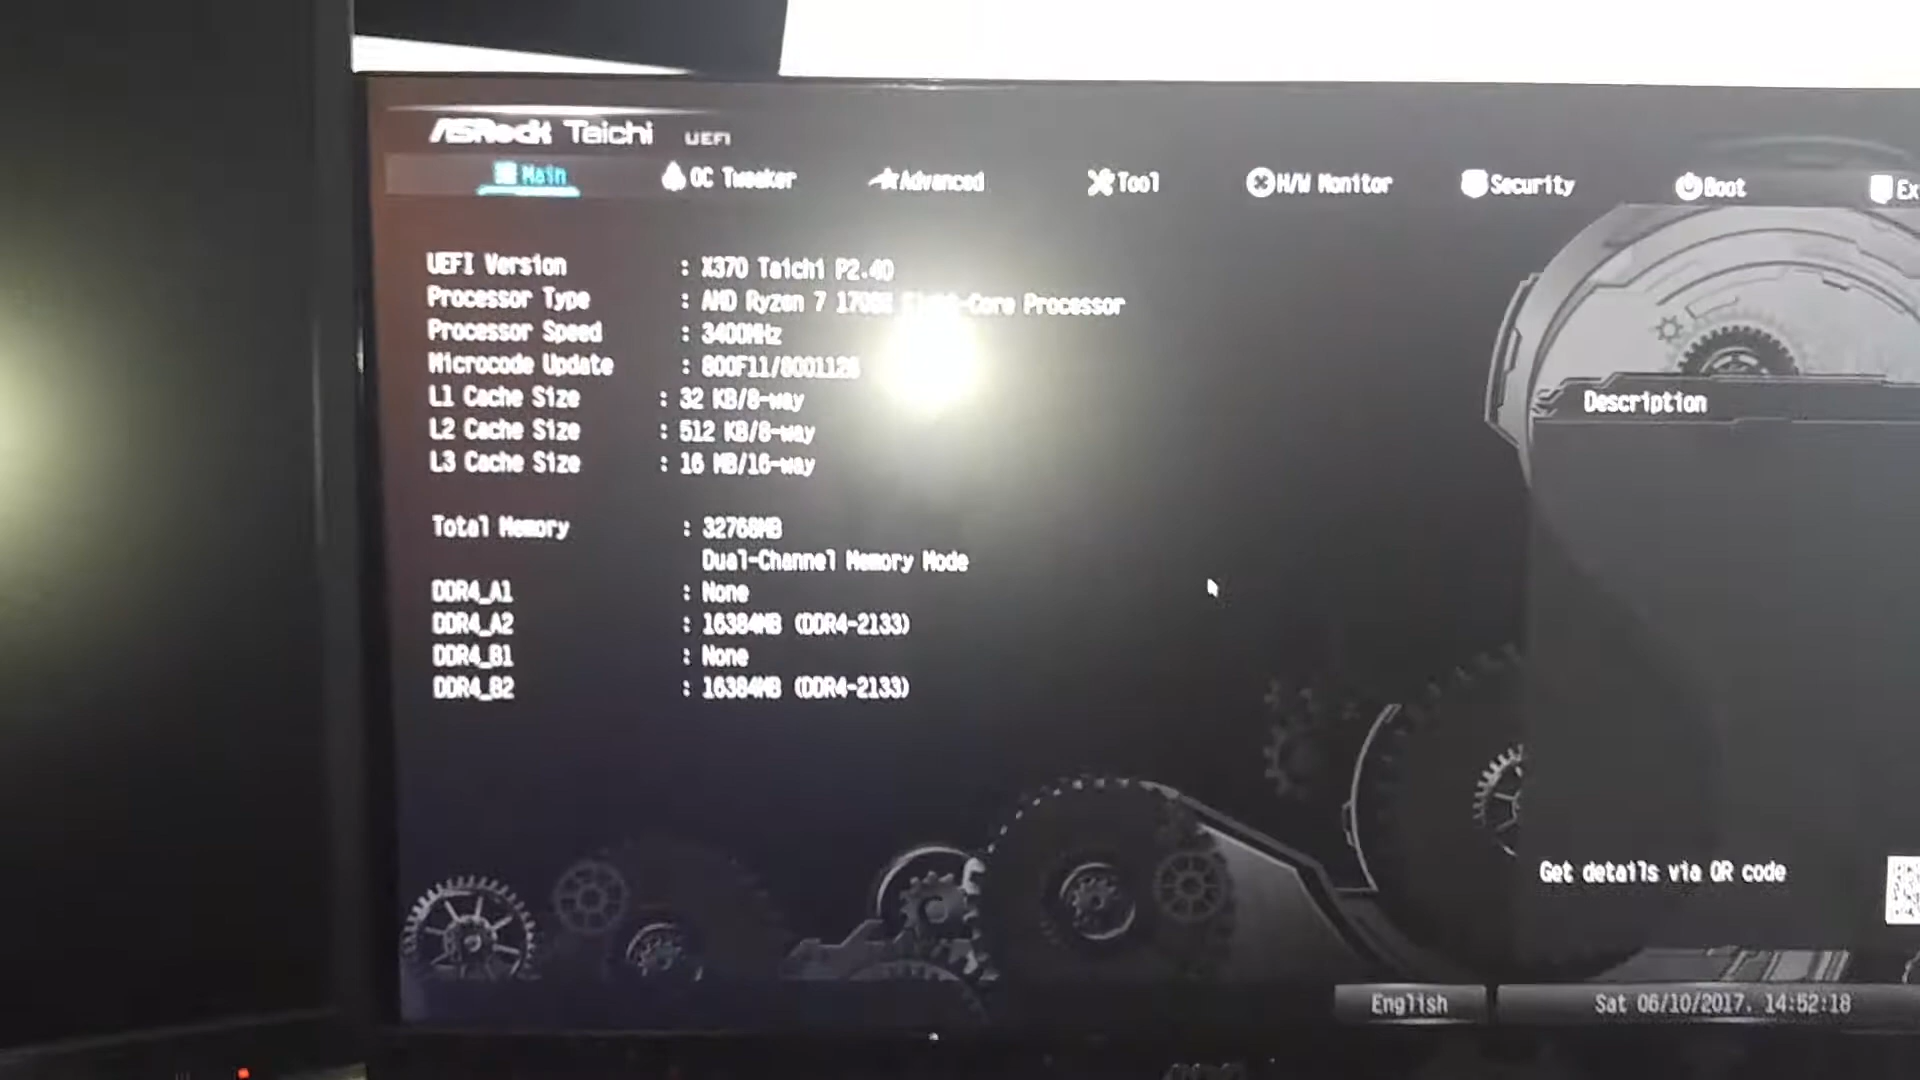 ASRock Taichi UEFI
Main OC Tweaker Advanced Tool H/W Monitor Security Boot
UEFI Version : X370 Taichi P2.40
Processor Type : AMD Ryzen 7 Eight-Core Processor
Processor Speed : 3400MHz
Microcode Update :
L1 Cache Size : 32 KB/8-way
L2 Cache Size : 512 KB/8-way
L3 Cache Size : 16 MB/16-way
Total Memory : 32768MB
Dual-Channel Memory Mode
DDR4_A1 : None
DDR4_A2 : 16384MB (DDR4-2133)
DDR4_B1 : None
DDR4_B2 : 16384MB (DDR4-2133)
Description
Get details via QR code
English Sat 06/10/2017. 14:52:18